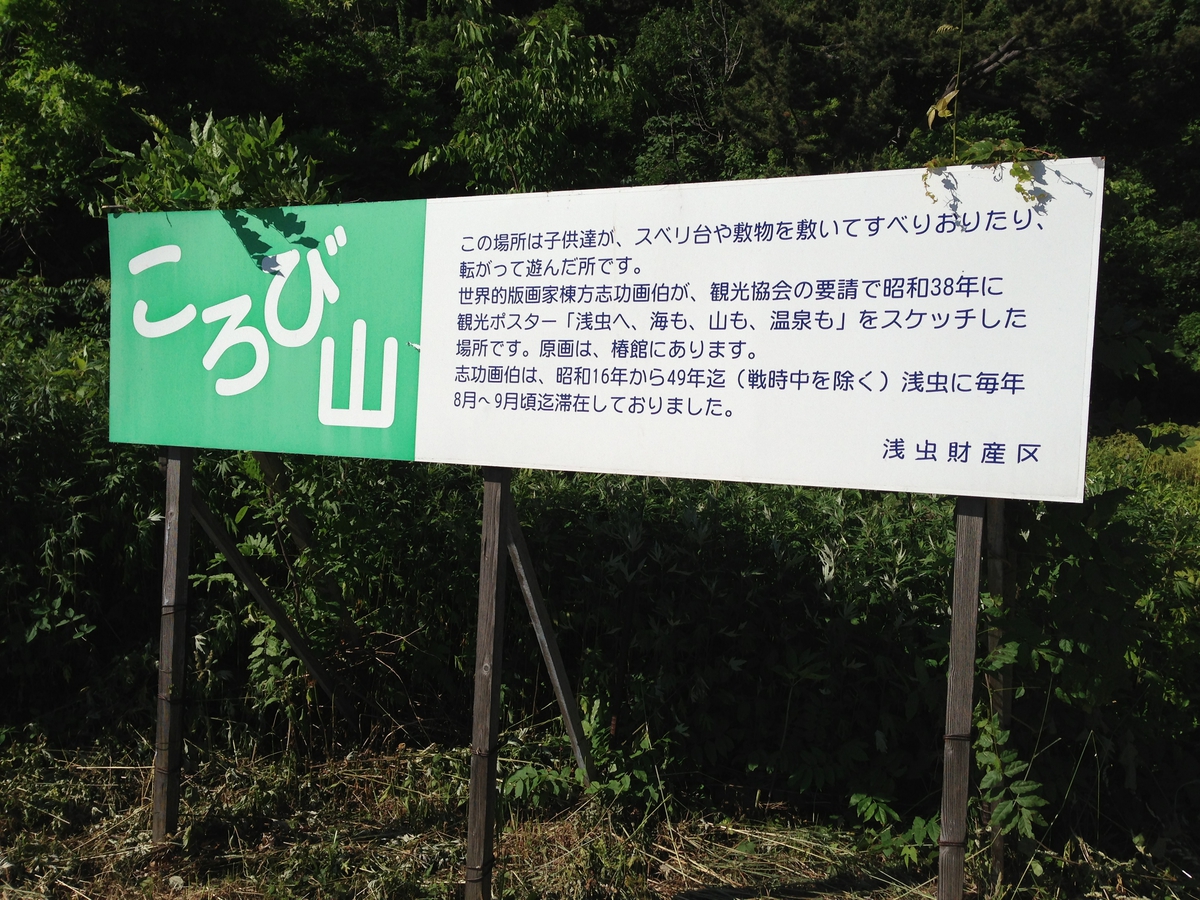 ころび山
この場所は子供達が、スベリ台や敷物を敷いてすべりおりたり、
転がって遊んだ所です。
世界的版画家棟方志功画伯が、観光協会の要請で昭和38年に
観光ポスター「浅虫へ、海も、山も、温泉も」をスケッチした
場所です。原画は、椿館にあります。
志功画伯は、昭和16年から49年迄（戦時中を除く）浅虫に毎年
8月～9月頃迄滞在しておりました。
浅虫財産区